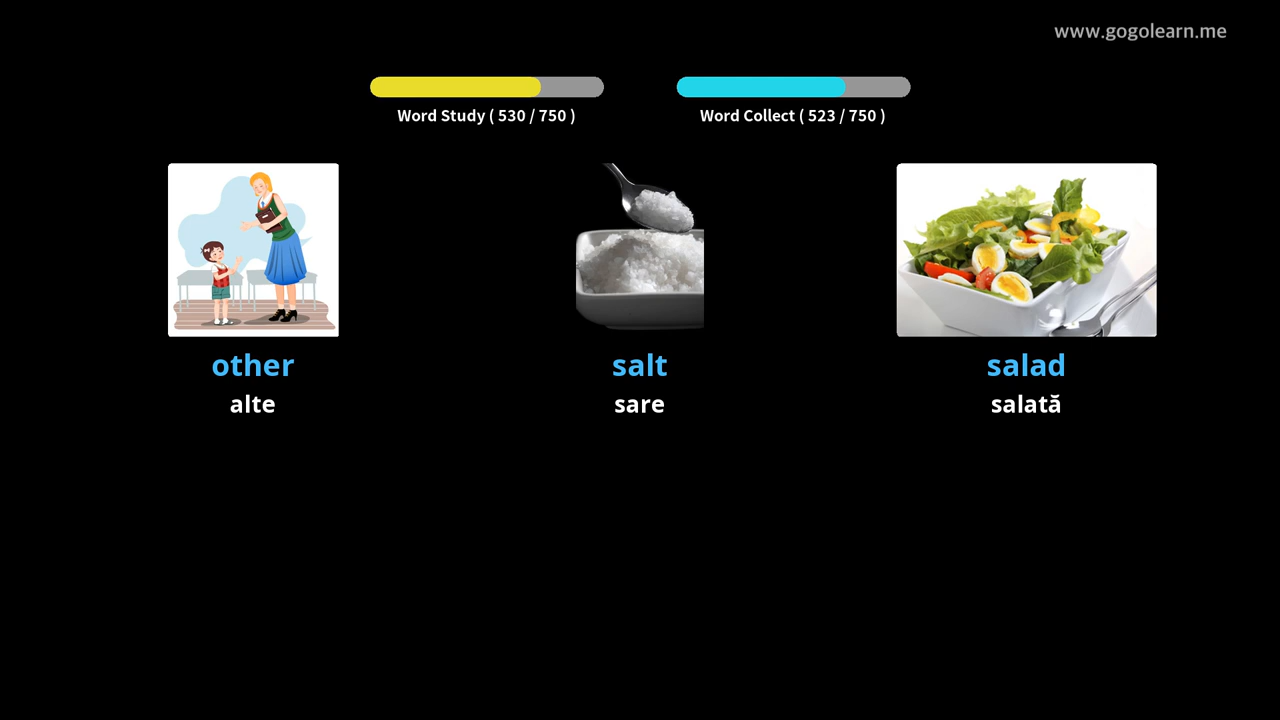 www.gogolearn.me
Word Study ( 530 / 750 )
Word Collect ( 523 / 750 )
other
alte
salt
sare
salad
salată